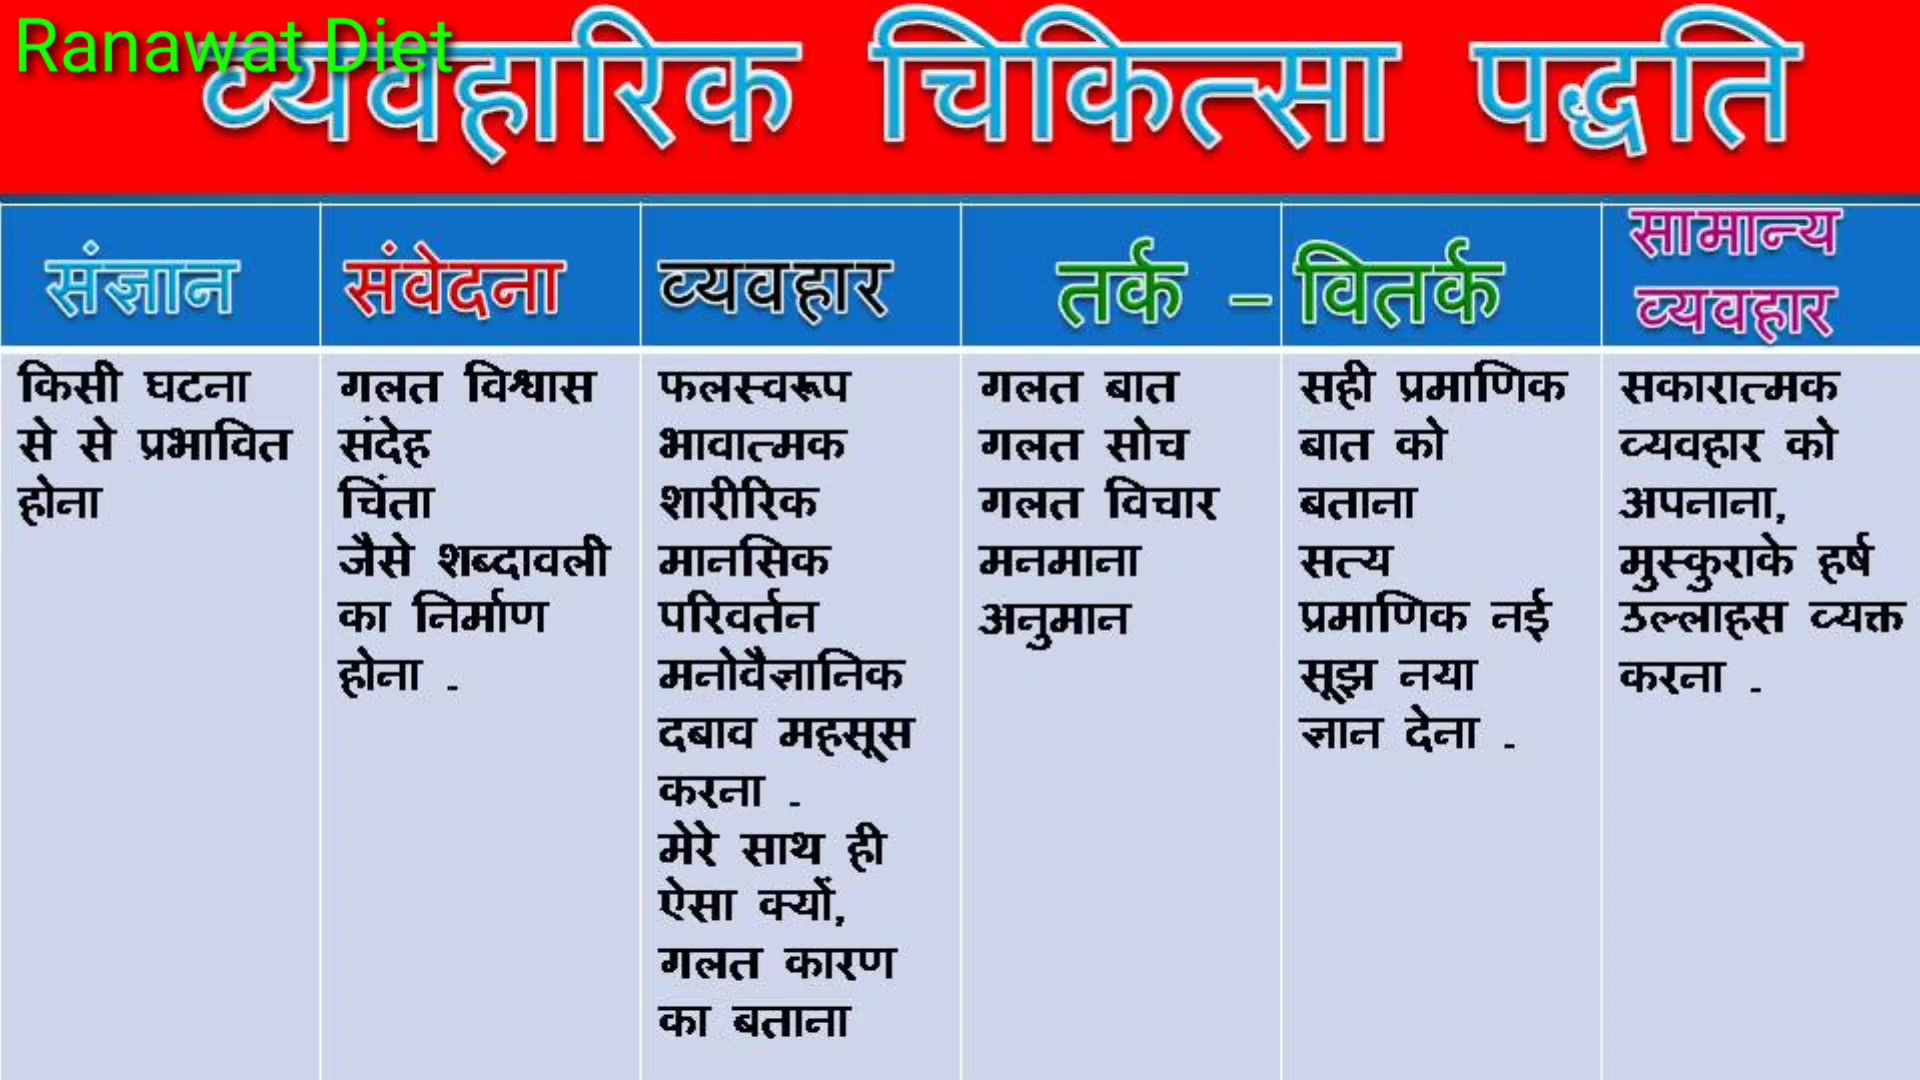 Ranawat Diet
व्यवहारिक चिकित्सा पद्धति
संज्ञान
संवेदना
व्यवहार
तर्क – वितर्क
सामान्य
व्यवहार
किसी घटना
से से प्रभावित
होना
गलत विश्वास
संदेह
चिंता
जैसे शब्दावली
का निर्माण
होना .
फलस्वरूप
भावात्मक
शारीरिक
मानसिक
परिवर्तन
मनोवैज्ञानिक
दबाव महसूस
करना .
मेरे साथ ही
ऐसा क्यों,
गलत कारण
का बताना
गलत बात
गलत सोच
गलत विचार
मनमाना
अनुमान
सही प्रमाणिक
बात को
बताना
सत्य
प्रमाणिक नई
सूझ नया
ज्ञान देना .
सकारात्मक
व्यवहार को
अपनाना,
मुस्कुराके हर्ष
उल्लाहस व्यक्त
करना .